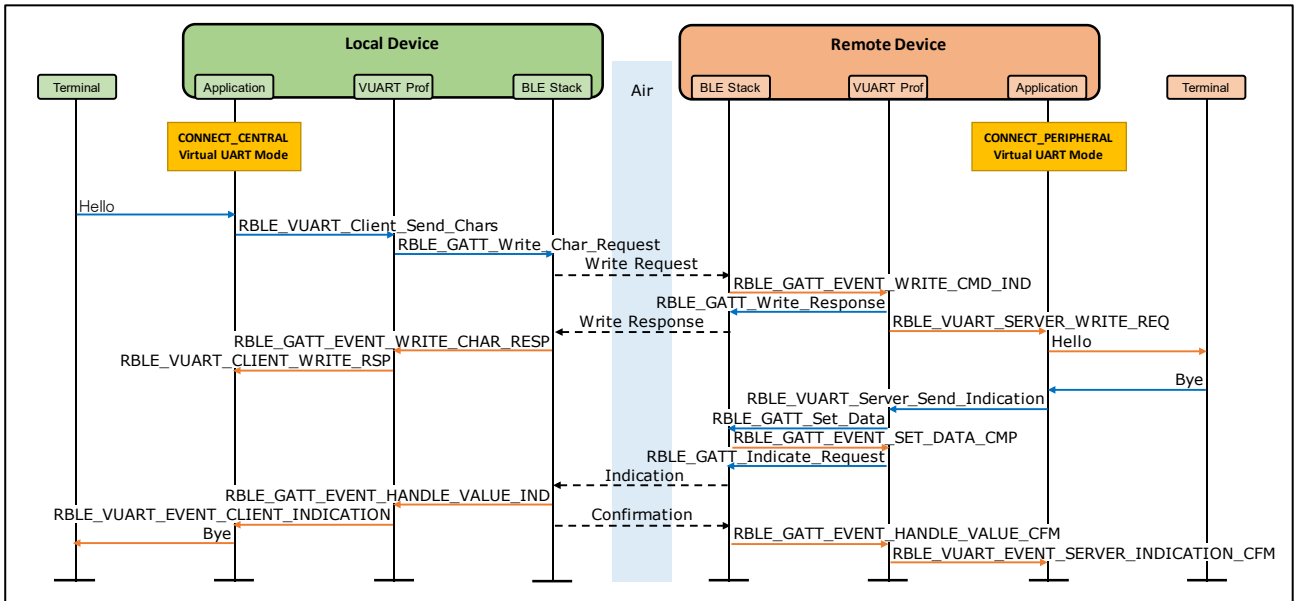 Local Device
Remote Device
Terminal
Application
VUART Prof
BLE Stack
Air
BLE Stack
VUART Prof
Application
Terminal
CONNECT_CENTRAL
Virtual UART Mode
CONNECT_PERIPHERAL
Virtual UART Mode
Hello
RBLE_VUART_Client_Send_Chars
RBLE_GATT_Write_Char_Request
Write Request
RBLE_GATT_EVENT_WRITE_CMD_IND
RBLE_GATT_Write_Response
Write Response
RBLE_VUART_SERVER_WRITE_REQ
RBLE_GATT_EVENT_WRITE_CHAR_RESP
Hello
RBLE_VUART_CLIENT_WRITE_RSP
Bye
RBLE_VUART_Server_Send_Indication
RBLE_GATT_Set_Data
RBLE_GATT_EVENT_SET_DATA_CMP
RBLE_GATT_Indicate_Request
Indication
RBLE_GATT_EVENT_HANDLE_VALUE_IND
RBLE_VUART_EVENT_CLIENT_INDICATION
Confirmation
Bye
RBLE_GATT_EVENT_HANDLE_VALUE_CFM
RBLE_VUART_EVENT_SERVER_INDICATION_CFM